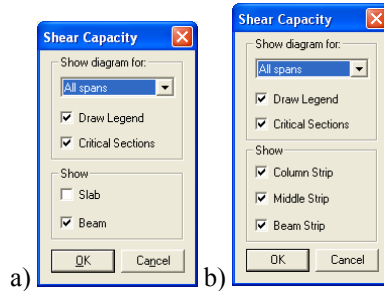 Shear Capacity
Show diagram for:
All spans
Draw Legend
Critical Sections
Show
Slab
Beam
OK Cancel
a)
Shear Capacity
Show diagram for:
All spans
Draw Legend
Critical Sections
Show
Column Strip
Middle Strip
Beam Strip
OK Cancel
b)